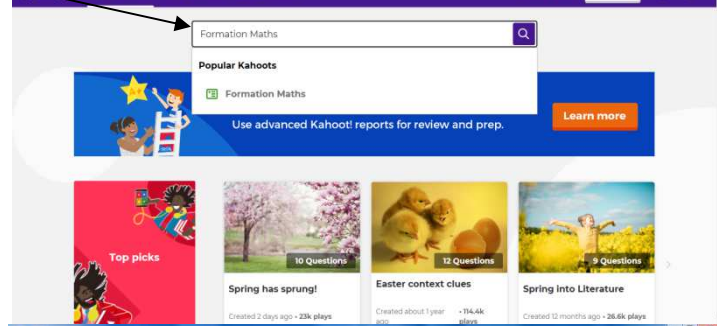 Formation Maths
Popular Kahoots
Formation Maths
Use advanced Kahoot! reports for review and prep.
Learn more
Top picks
10 Questions
12 Questions
9 Questions
Spring has sprung!
Easter context clues
Spring into Literature
Created 2 days ago • 23k plays
Created about 1 year ago • 114.4k plays
Created 12 months ago • 26.6k plays